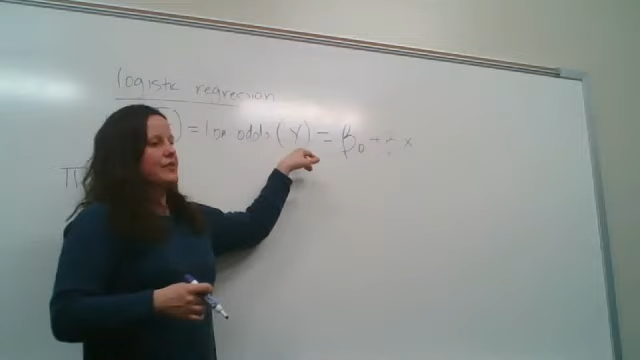 logistic regression
) = log odds (Y) = β₀ + x
π